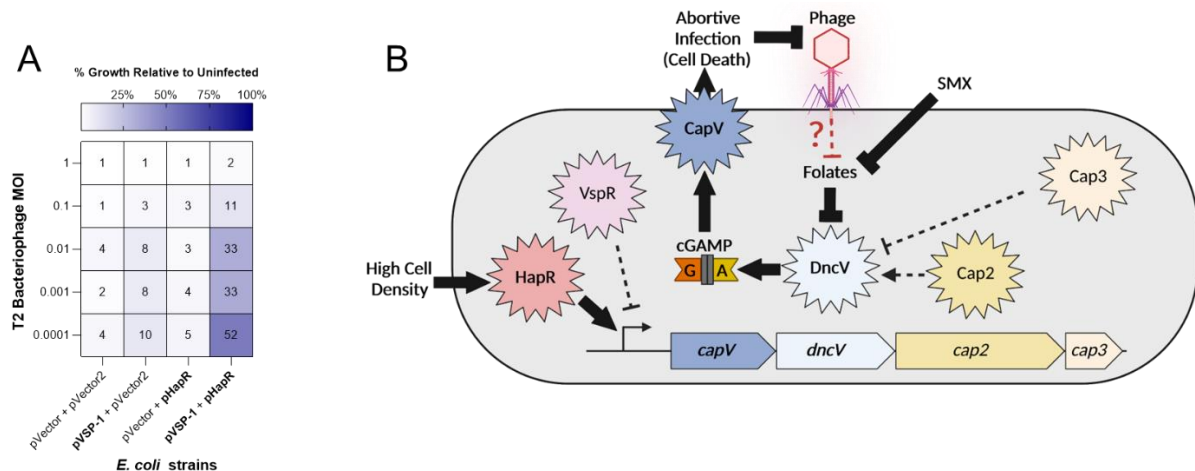 A
% Growth Relative to Uninfected
25% 50% 75% 100%
T2 Bacteriophage MOI
1 1 1 1 2
0.1 1 3 3 11
0.01 4 8 3 33
0.001 2 8 4 33
0.0001 4 10 5 52
pVector + pVector2
pVSP-1 + pVector2
pVector + pHapR
pVSP-1 + pHapR
E. coli strains
B
Abortive
Infection
(Cell Death)
Phage
SMX
CapV
?
VspR
Folates
Cap3
cGAMP
G A
DncV
Cap2
High Cell
Density
HapR
capV dncV cap2 cap3